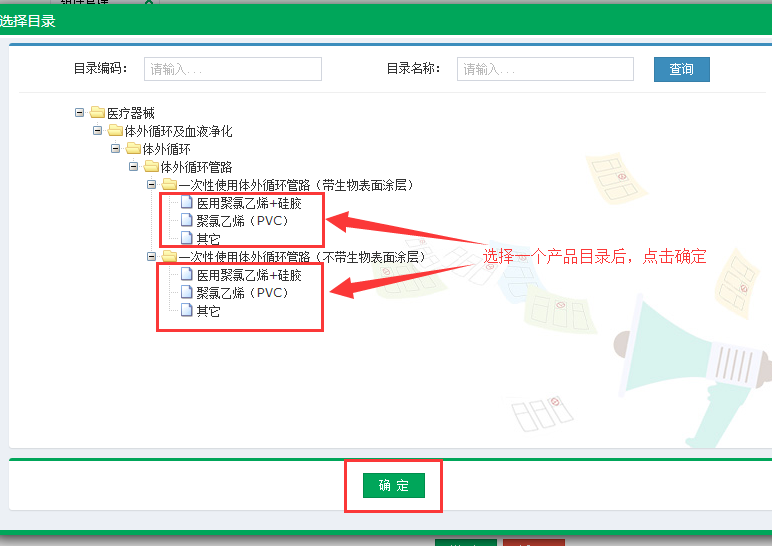 选择目录
目录编码： 请输入... 目录名称： 请输入... 查询
医疗器械
体外循环及血液净化
体外循环
体外循环管路
一次性使用体外循环管路（带生物表面涂层）
医用聚氯乙烯+硅胶
聚氯乙烯（PVC）
其它
一次性使用体外循环管路（不带生物表面涂层）
选择一个产品目录后，点击确定
医用聚氯乙烯+硅胶
聚氯乙烯（PVC）
其它
确 定